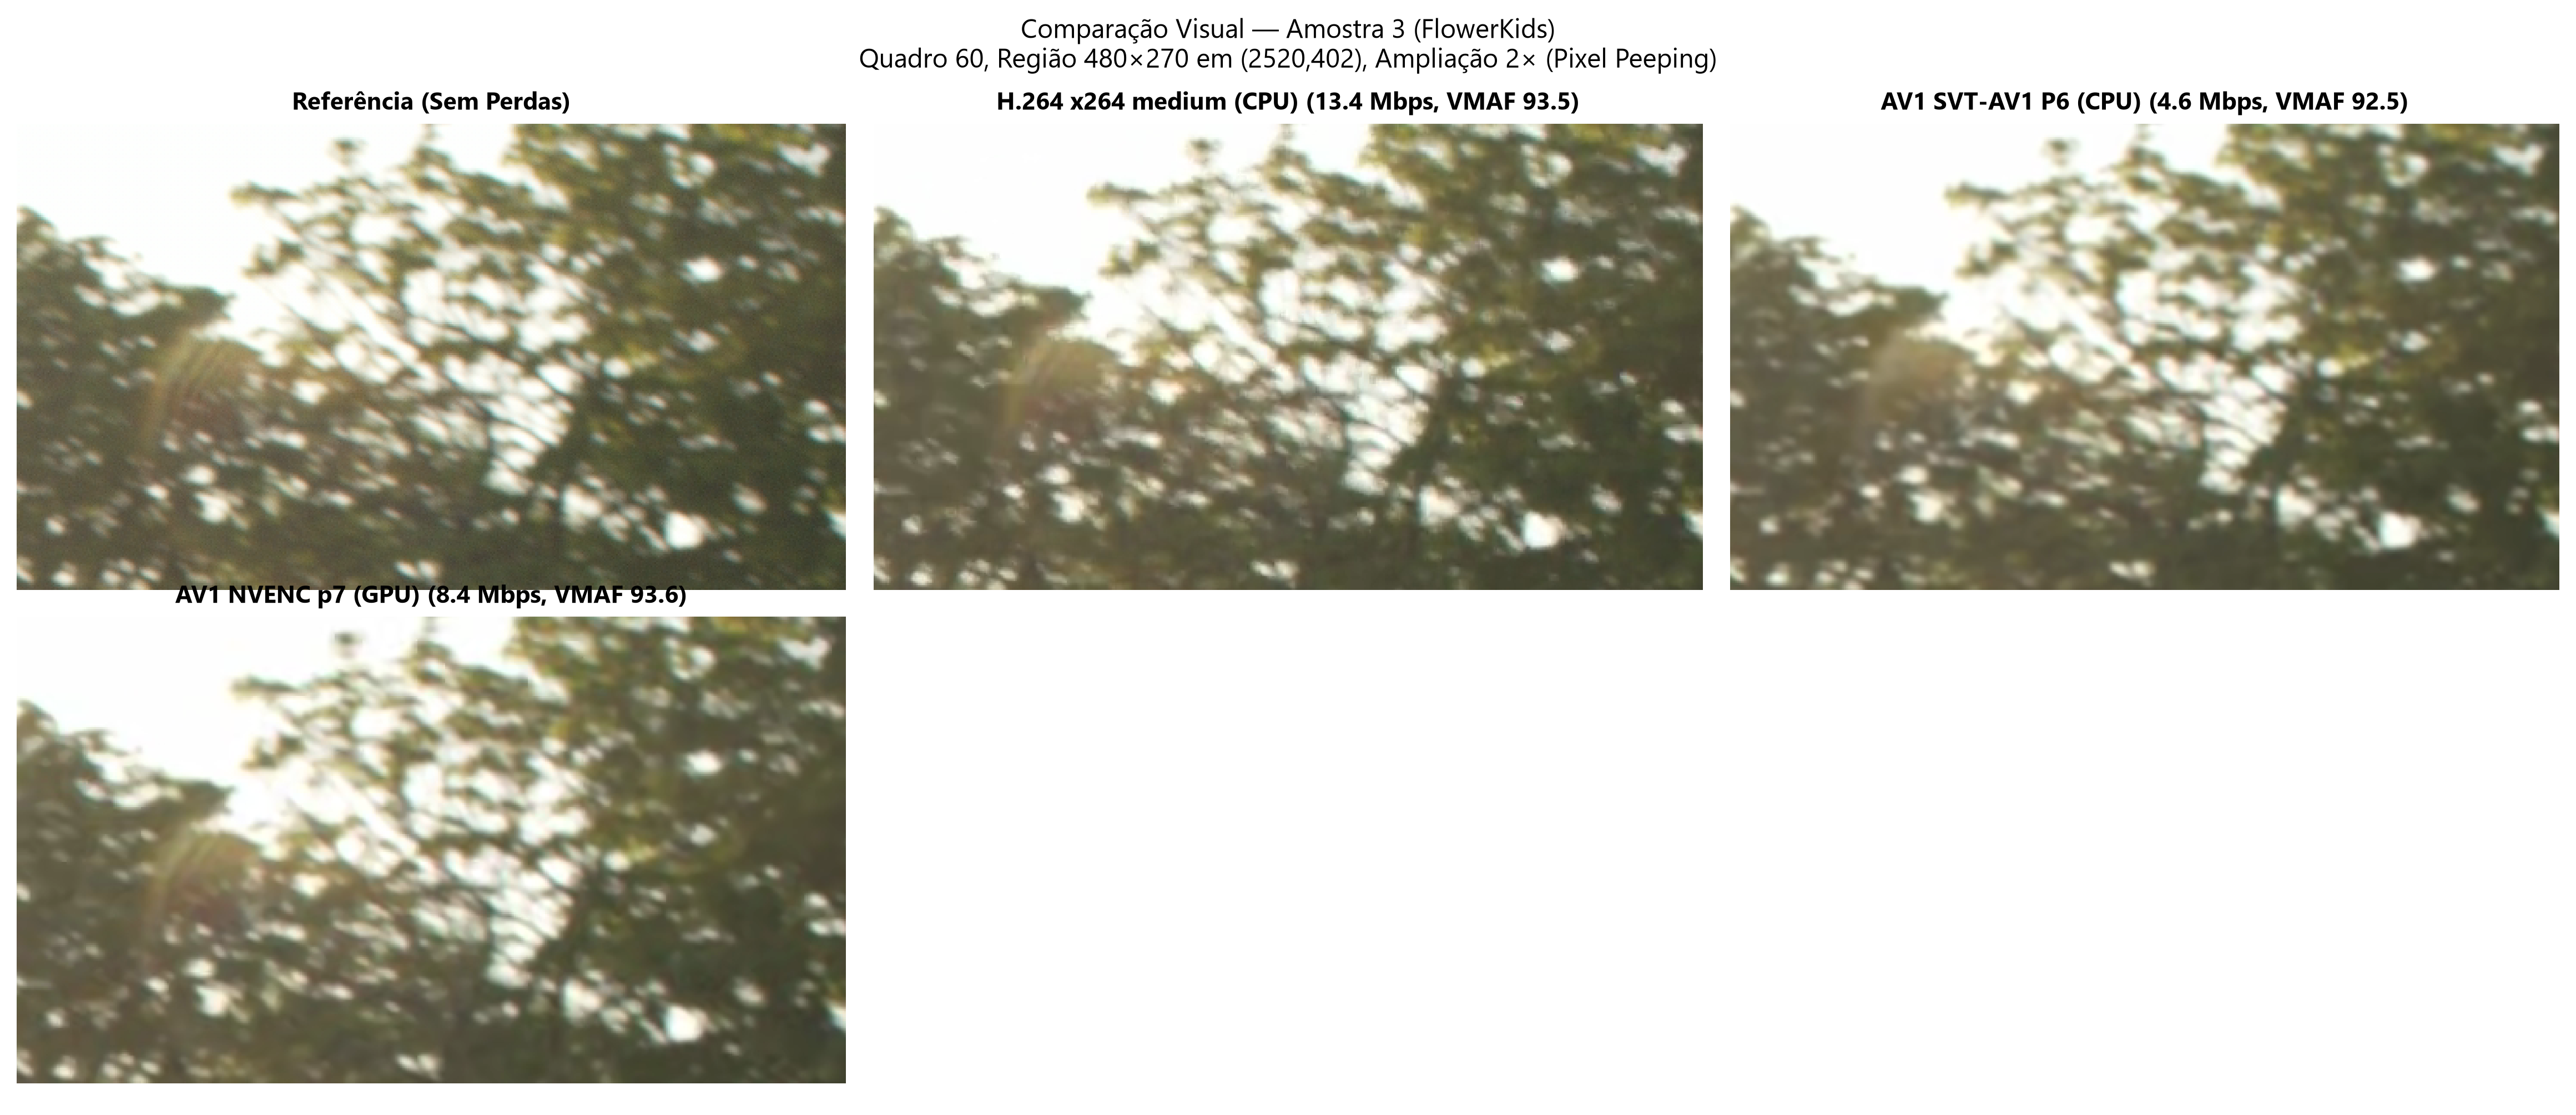 Comparação Visual — Amostra 3 (FlowerKids)
Quadro 60, Região 480×270 em (2520,402), Ampliação 2× (Pixel Peeping)
Referência (Sem Perdas)
H.264 x264 medium (CPU) (13.4 Mbps, VMAF 93.5)
AV1 SVT-AV1 P6 (CPU) (4.6 Mbps, VMAF 92.5)
AV1 NVENC p7 (GPU) (8.4 Mbps, VMAF 93.6)